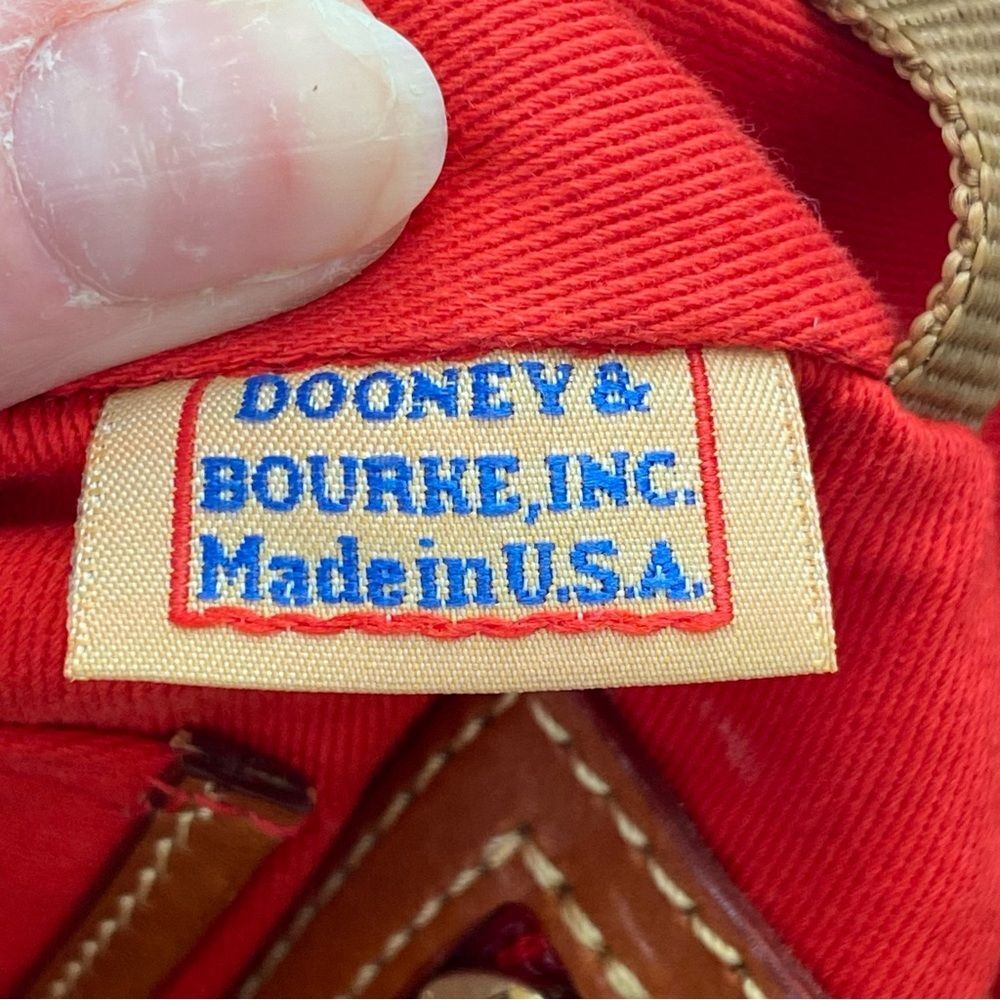 DOONEY &
BOURKE, INC.
Made in U.S.A.